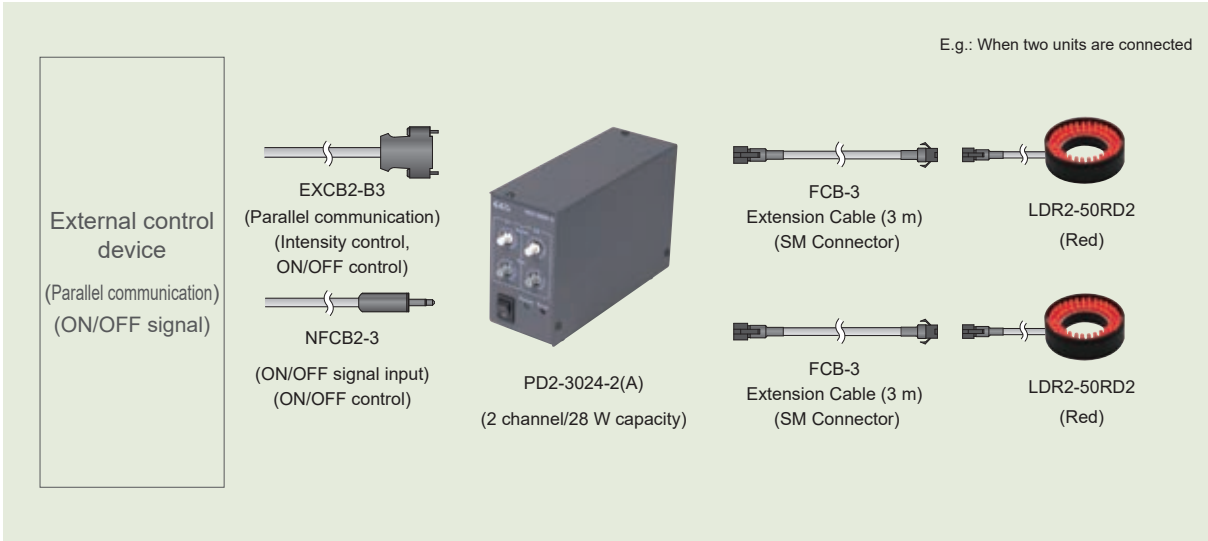 E.g.: When two units are connected
External control
device
(Parallel communication)
(ON/OFF signal)
EXCB2-B3
(Parallel communication)
(Intensity control,
ON/OFF control)
NFCB2-3
(ON/OFF signal input)
(ON/OFF control)
PD2-3024-2(A)
(2 channel/28 W capacity)
FCB-3
Extension Cable (3 m)
(SM Connector)
LDR2-50RD2
(Red)
FCB-3
Extension Cable (3 m)
(SM Connector)
LDR2-50RD2
(Red)